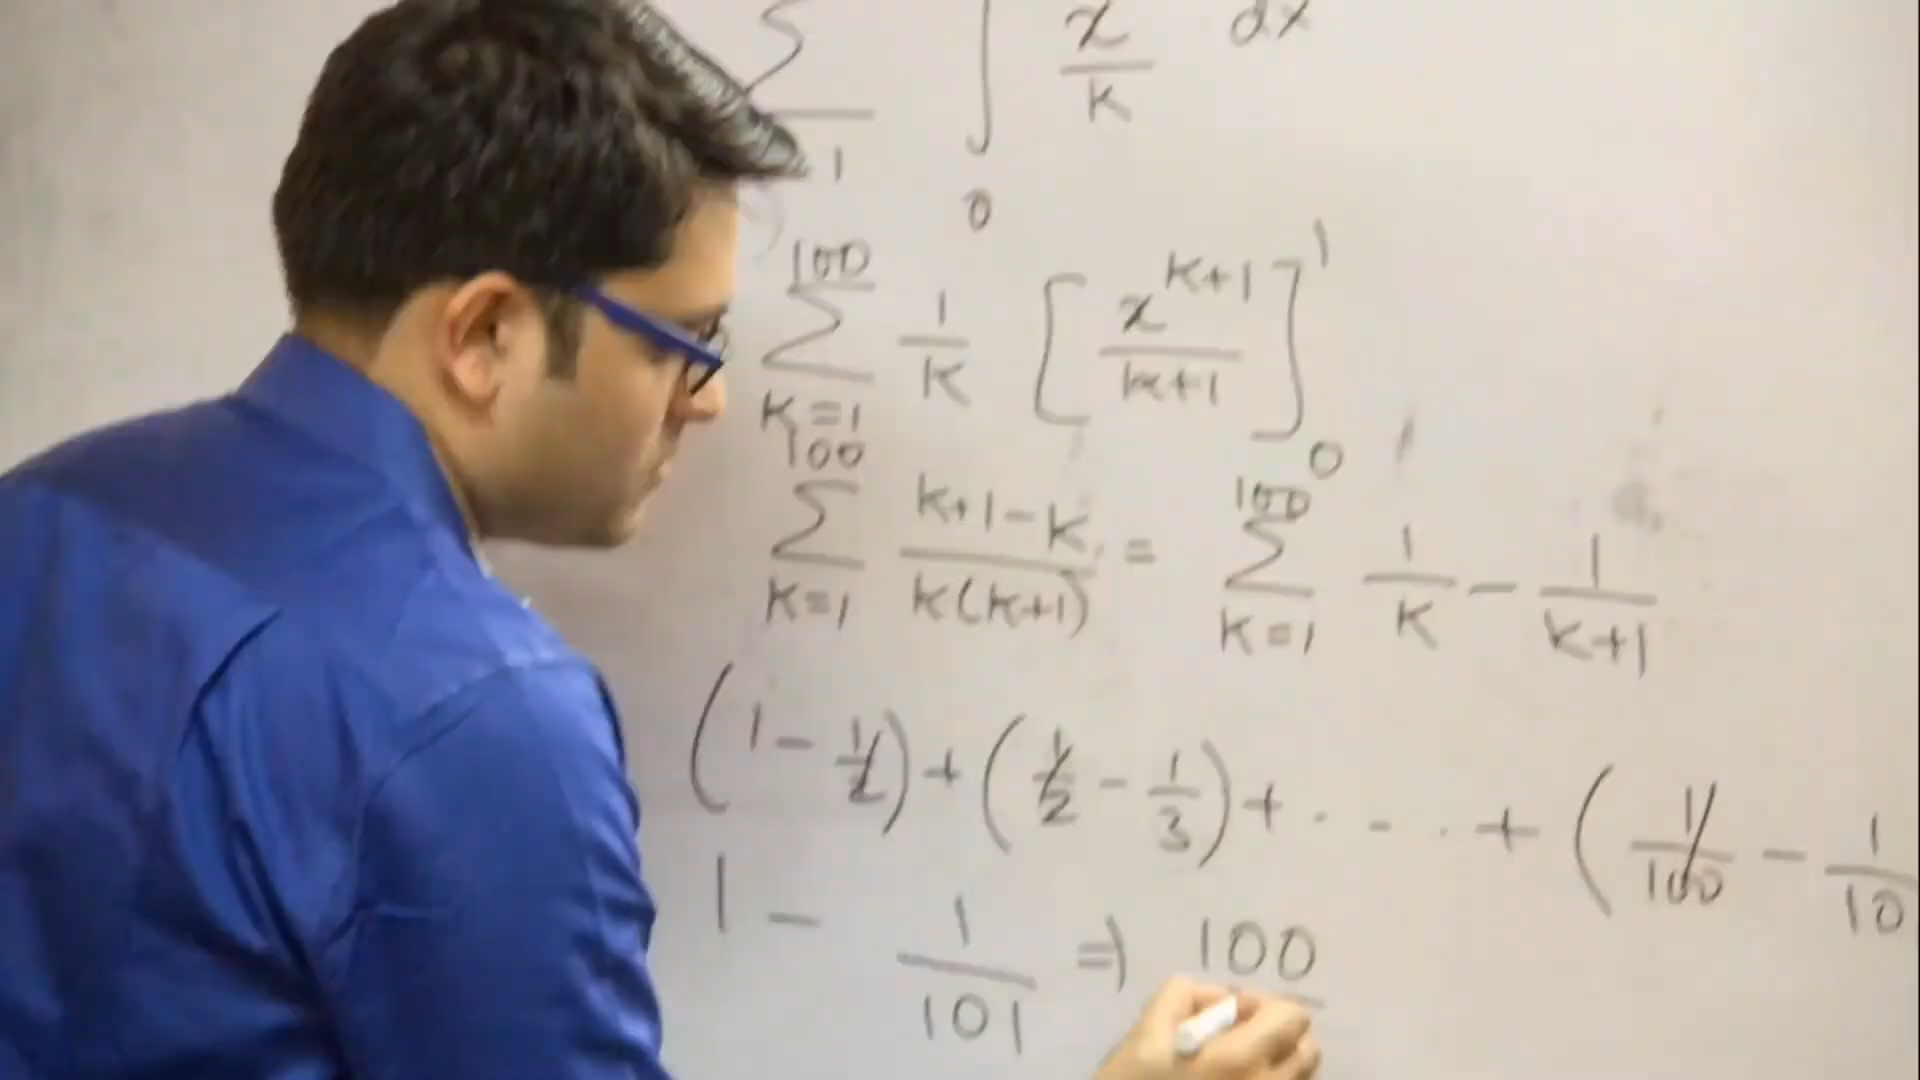 ∑ ∫ x/k dx
1 0
100 ∑ k=1 1/k [x^(k+1)/(k+1)]^1_0
100 ∑ k=1 (k+1-k)/(k(k+1)) = 100 ∑ k=1 1/k - 1/(k+1)
(1 - 1/2) + (1/2 - 1/3) + . - . . + (1/100 - 1/10
1 - 1/101 ⇒ 100